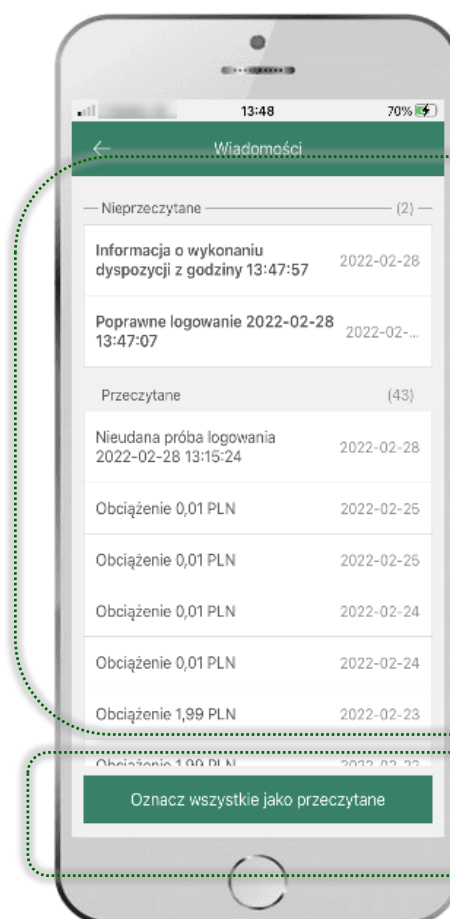 13:48 70%
Wiadomości
Nieprzeczytane (2)
Informacja o wykonaniu
dyspozycji z godziny 13:47:57 2022-02-28
Poprawne logowanie 2022-02-28
13:47:07 2022-02-...
Przeczytane (43)
Nieudana próba logowania
2022-02-28 13:15:24 2022-02-28
Obciążenie 0,01 PLN 2022-02-25
Obciążenie 0,01 PLN 2022-02-25
Obciążenie 0,01 PLN 2022-02-24
Obciążenie 0,01 PLN 2022-02-24
Obciążenie 1,99 PLN 2022-02-23
Obciążenie 1,99 PLN
Oznacz wszystkie jako przeczytane